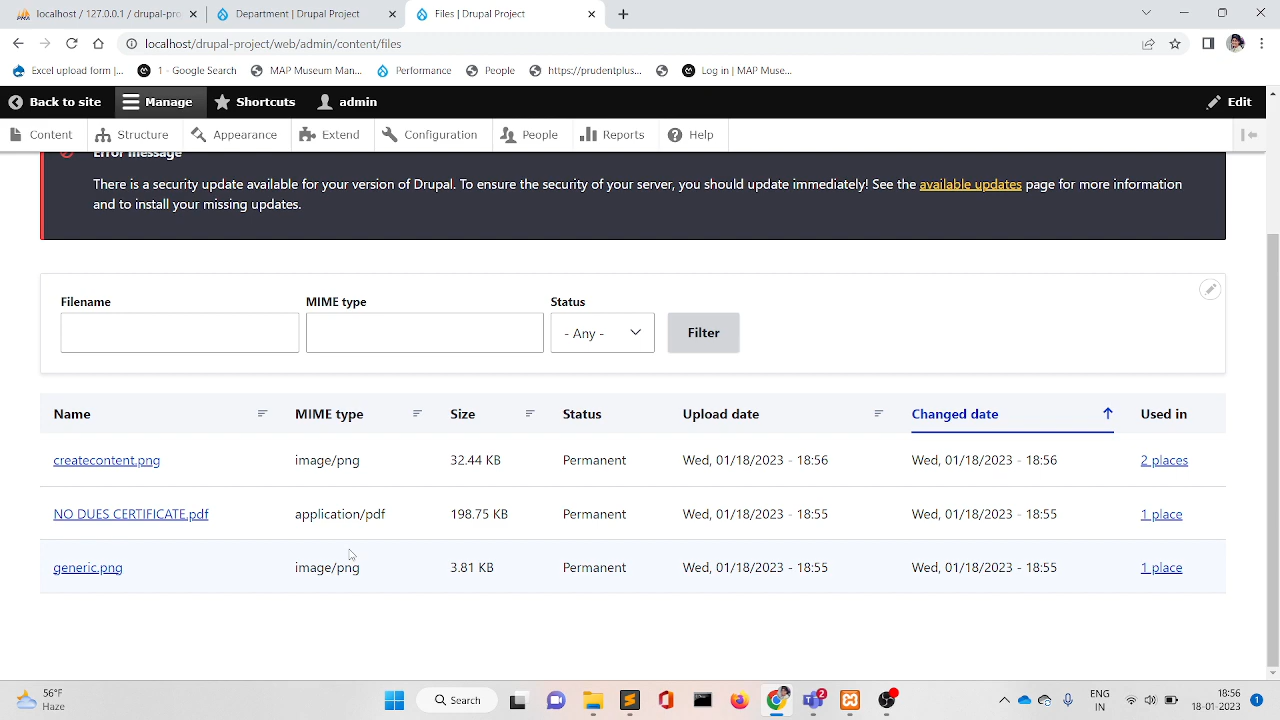 localhost / 127.0.0.1 / drupal-pro
Department | Drupal Project
Files | Drupal Project
localhost/drupal-project/web/admin/content/files
Excel upload form |...
1 - Google Search
MAP Museum Man...
Performance
People
https://prudentplus...
Log in | MAP Muse...
Back to site
Manage
Shortcuts
admin
Edit
Content
Structure
Appearance
Extend
Configuration
People
Reports
Help
Error message
There is a security update available for your version of Drupal. To ensure the security of your server, you should update immediately! See the available updates page for more information
and to install your missing updates.
Filename
MIME type
Status
- Any -
Filter
Name MIME type Size Status Upload date Changed date Used in
createcontent.png image/png 32.44 KB Permanent Wed, 01/18/2023 - 18:56 Wed, 01/18/2023 - 18:56 2 places
NO DUES CERTIFICATE.pdf application/pdf 198.75 KB Permanent Wed, 01/18/2023 - 18:55 Wed, 01/18/2023 - 18:55 1 place
generic.png image/png 3.81 KB Permanent Wed, 01/18/2023 - 18:55 Wed, 01/18/2023 - 18:55 1 place
56°F
Haze
Search
2
ENG
IN
18:56
18-01-2023
1